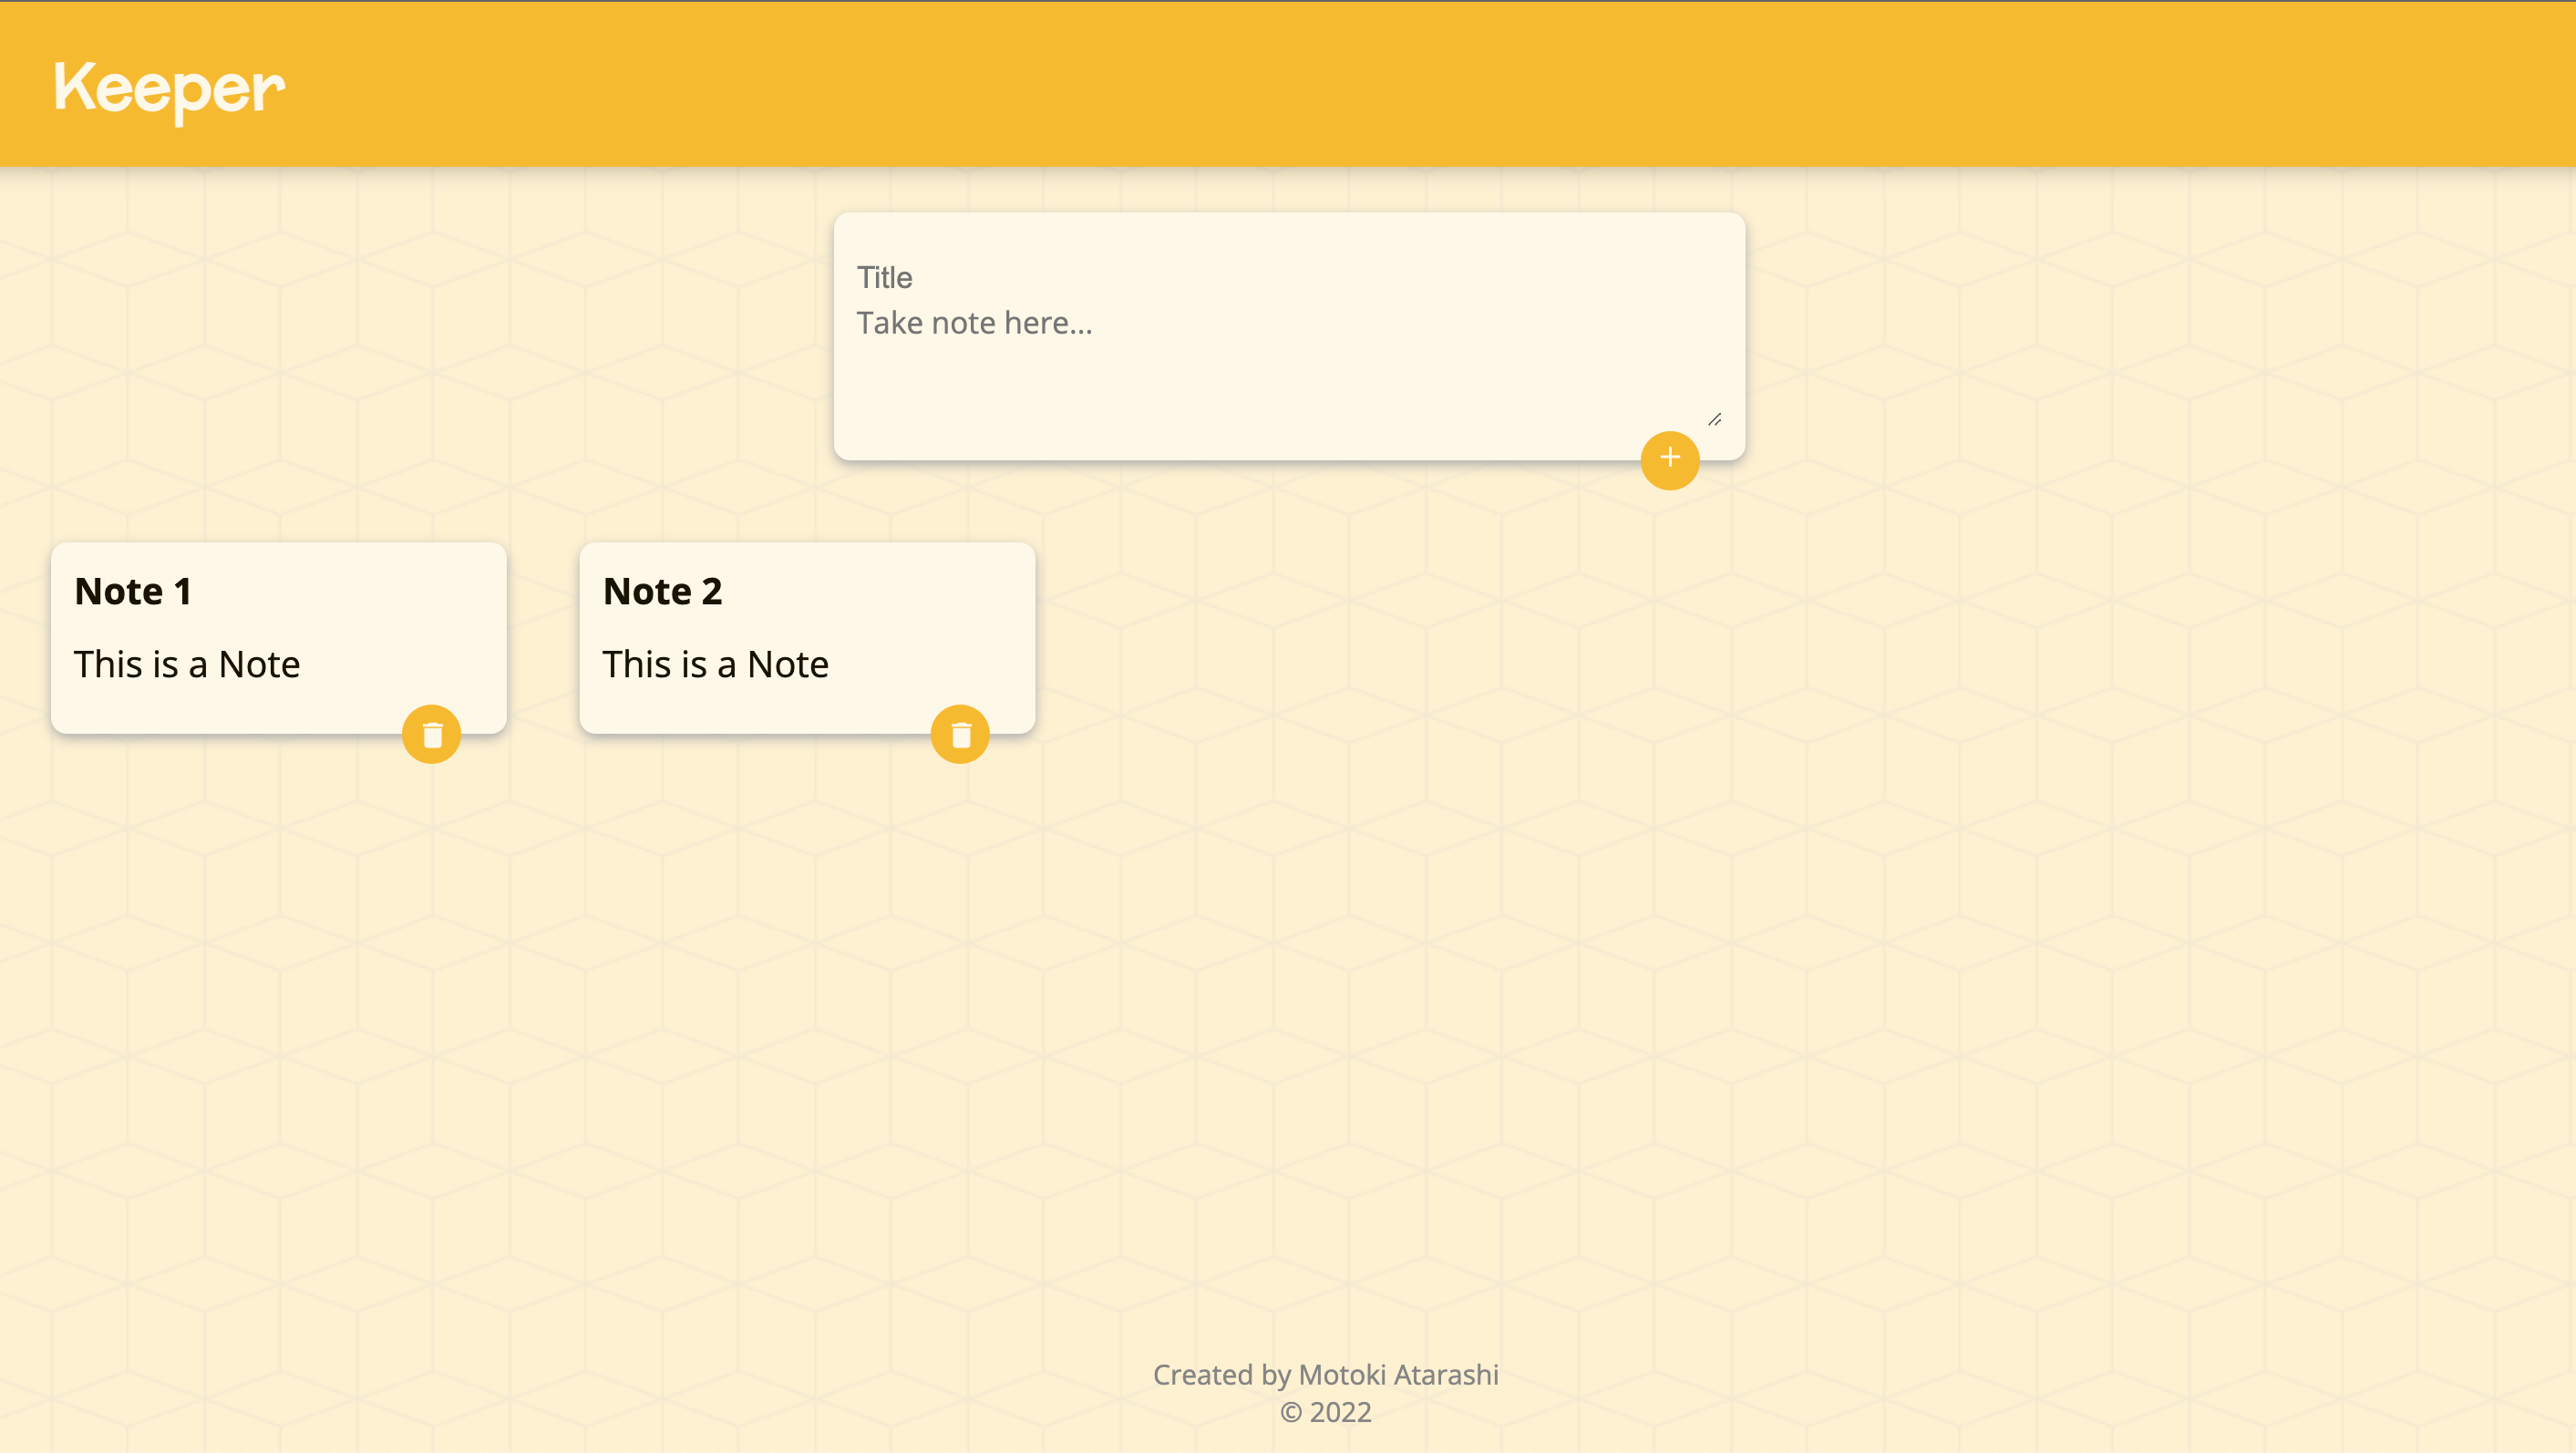 Keeper
Title
Take note here...
Note 1
This is a Note
Note 2
This is a Note
Created by Motoki Atarashi
© 2022